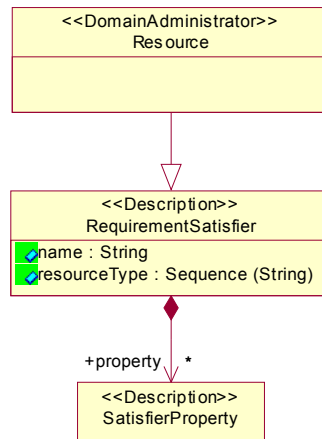 <<DomainAdministrator>>
Resource
<<Description>>
RequirementSatisfier
name : String
resourceType : Sequence (String)
+property *
<<Description>>
SatisfierProperty